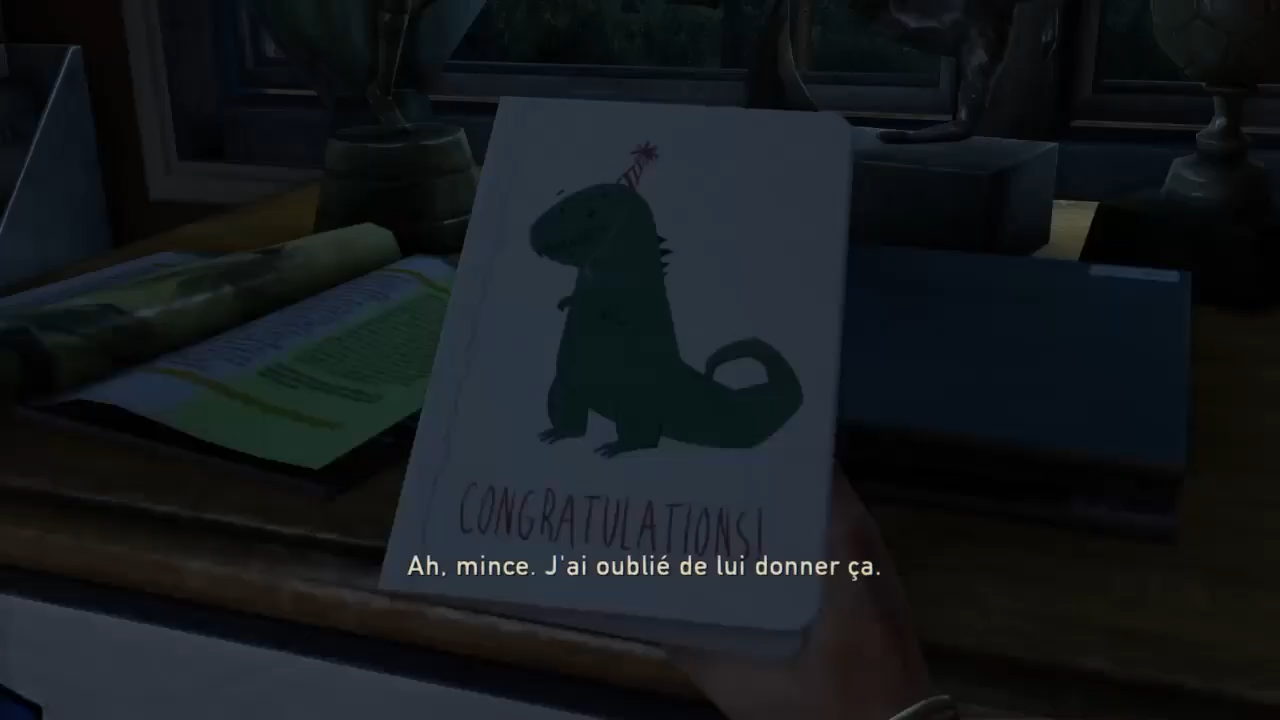 CONGRATULATIONS!
Ah, mince. J'ai oublié de lui donner ça.